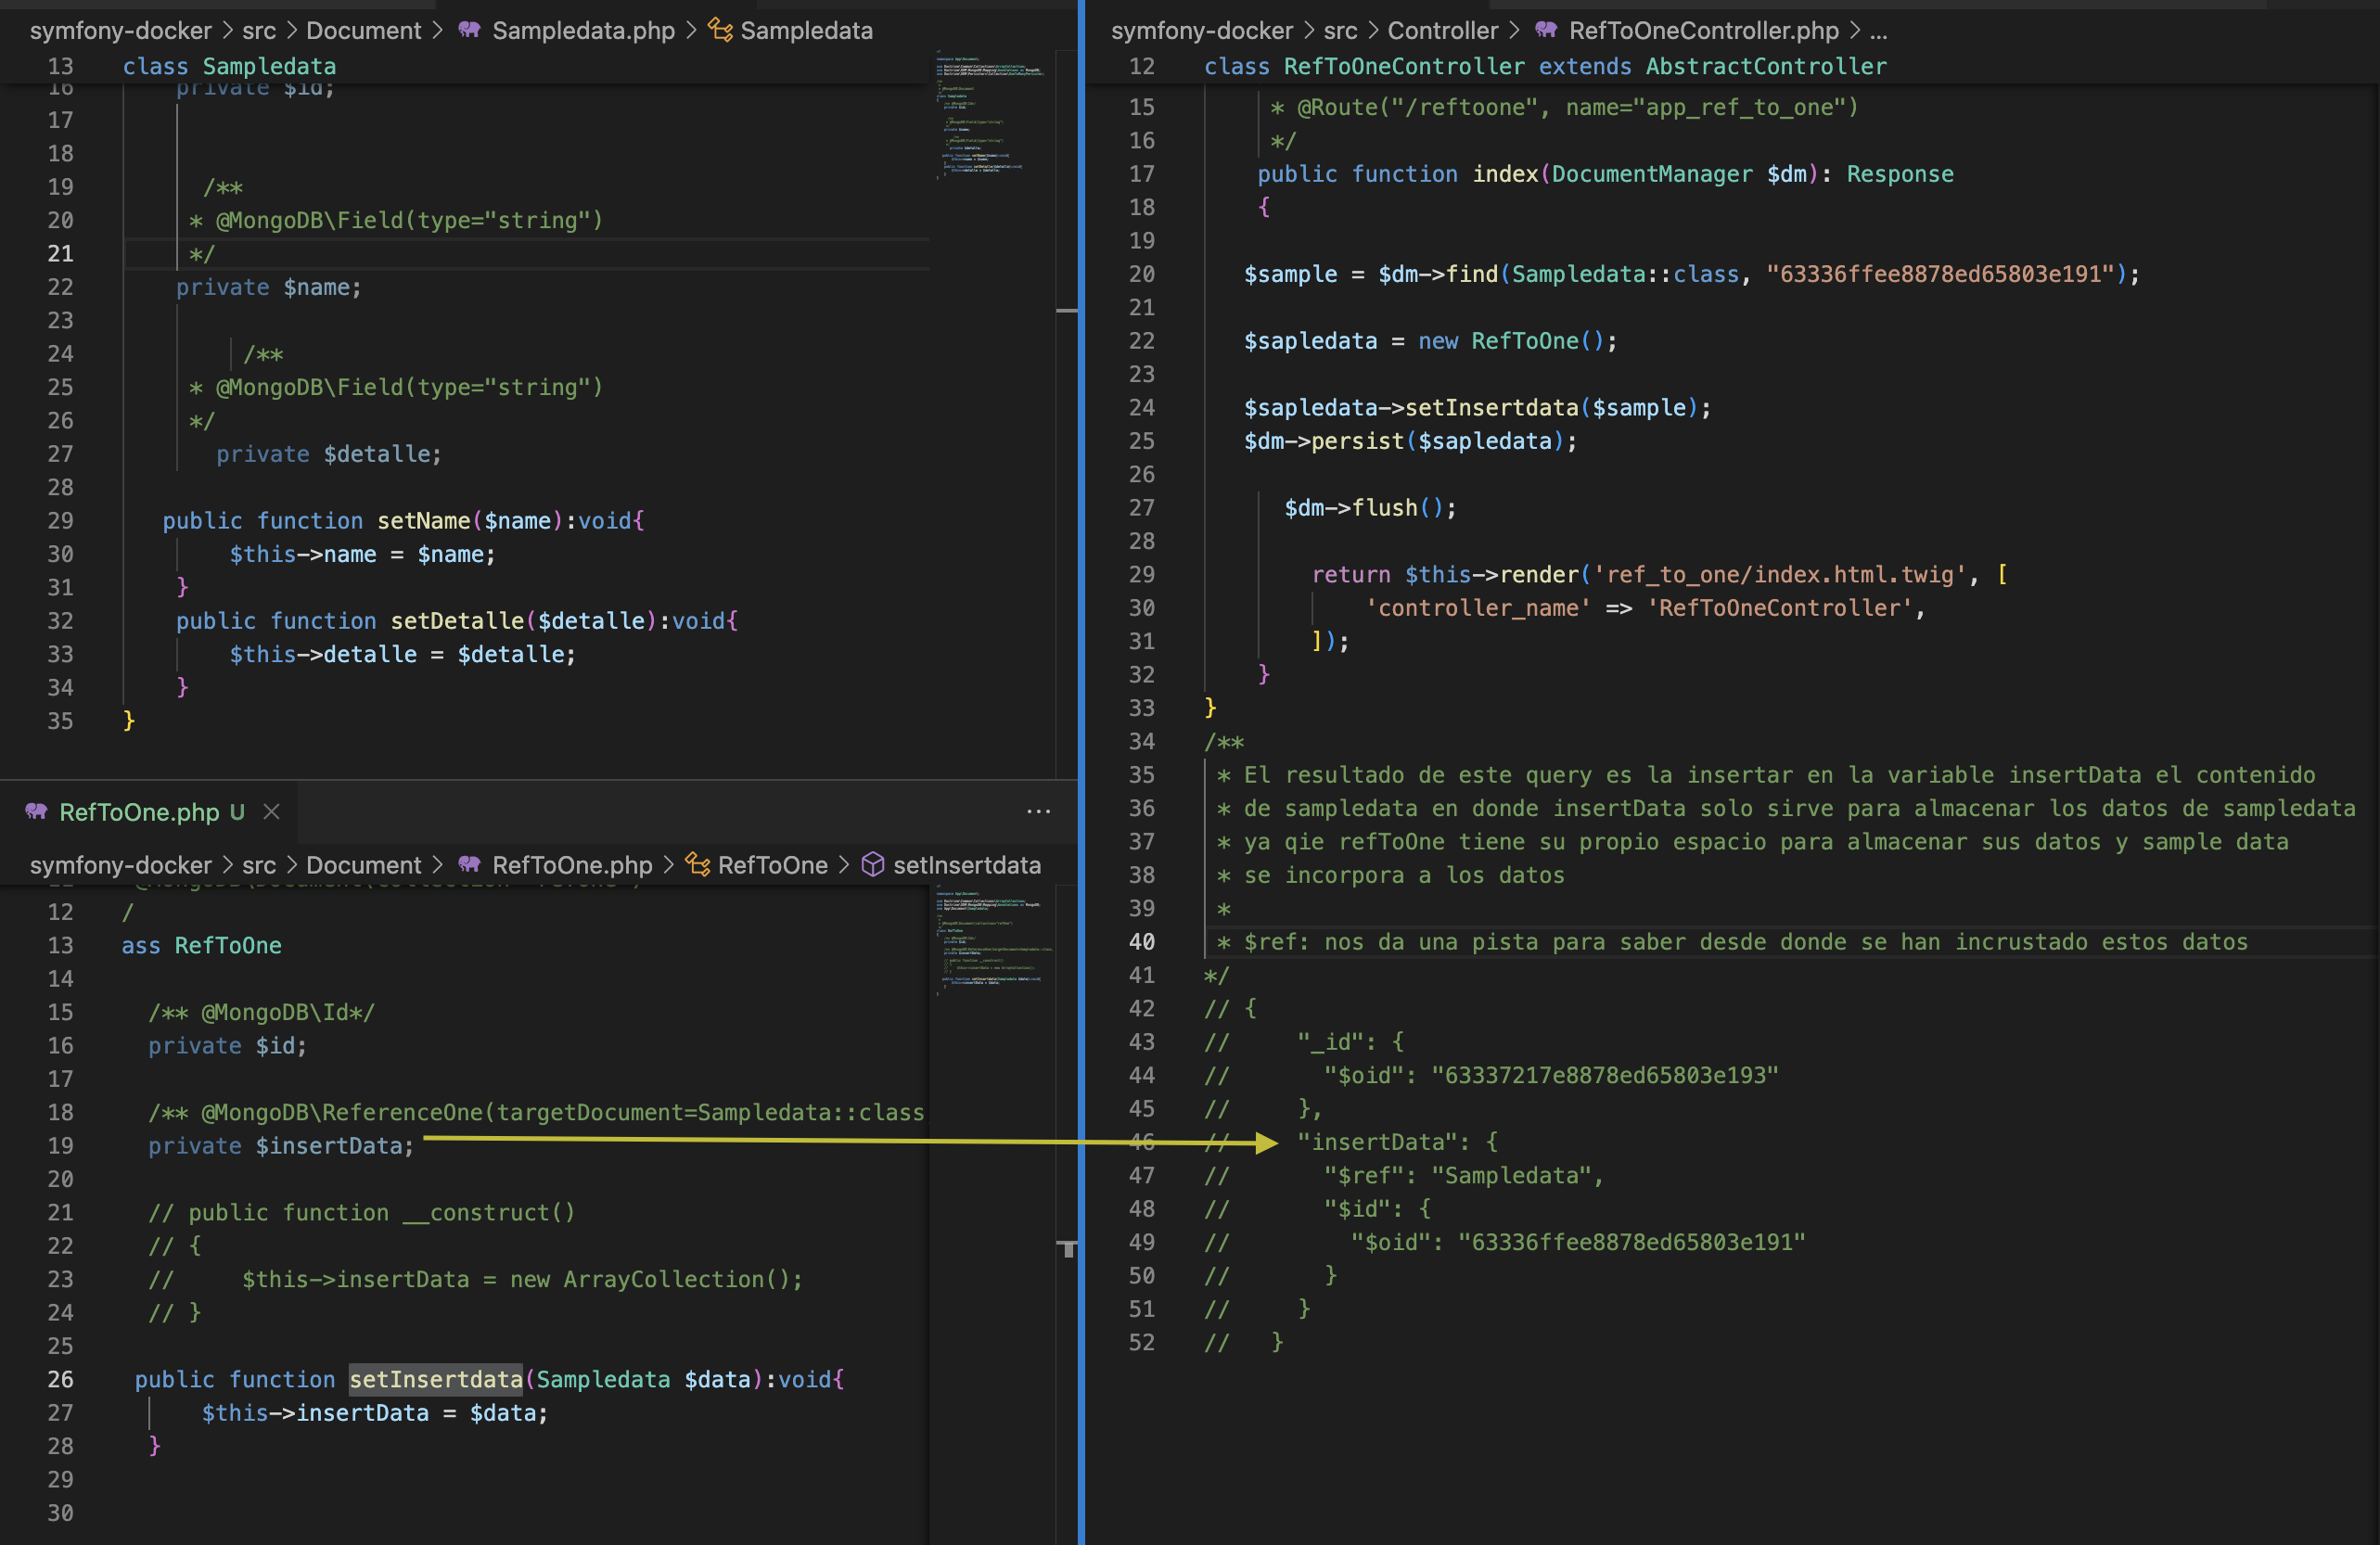 symfony-docker > src > Document > Sampledata.php > Sampledata
13 class Sampledata
16 private $id;
17
18
19 /**
20 * @MongoDB\Field(type="string")
21 */
22 private $name;
23
24 /**
25 * @MongoDB\Field(type="string")
26 */
27 private $detalle;
28
29 public function setName($name):void{
30 $this->name = $name;
31 }
32 public function setDetalle($detalle):void{
33 $this->detalle = $detalle;
34 }
35 }
RefToOne.php U ×
···
symfony-docker > src > Document > RefToOne.php > RefToOne > setInsertdata
12 /
13 ass RefToOne
14
15 /** @MongoDB\Id*/
16 private $id;
17
18 /** @MongoDB\ReferenceOne(targetDocument=Sampledata::class
19 private $insertData;
20
21 // public function __construct()
22 // {
23 // $this->insertData = new ArrayCollection();
24 // }
25
26 public function setInsertdata(Sampledata $data):void{
27 $this->insertData = $data;
28 }
29
30
symfony-docker > src > Controller > RefToOneController.php > ...
12 class RefToOneController extends AbstractController
15 * @Route("/reftoone", name="app_ref_to_one")
16 */
17 public function index(DocumentManager $dm): Response
18 {
19
20 $sample = $dm->find(Sampledata::class, "63336ffee8878ed65803e191");
21
22 $sapledata = new RefToOne();
23
24 $sapledata->setInsertdata($sample);
25 $dm->persist($sapledata);
26
27 $dm->flush();
28
29 return $this->render('ref_to_one/index.html.twig', [
30 'controller_name' => 'RefToOneController',
31 ]);
32 }
33 }
34 /**
35 * El resultado de este query es la insertar en la variable insertData el contenido
36 * de sampledata en donde insertData solo sirve para almacenar los datos de sampledata
37 * ya qie refToOne tiene su propio espacio para almacenar sus datos y sample data
38 * se incorpora a los datos
39 *
40 * $ref: nos da una pista para saber desde donde se han incrustado estos datos
41 */
42 // {
43 // "_id": {
44 // "$oid": "63337217e8878ed65803e193"
45 // },
46 // "insertData": {
47 // "$ref": "Sampledata",
48 // "$id": {
49 // "$oid": "63336ffee8878ed65803e191"
50 // }
51 // }
52 // }